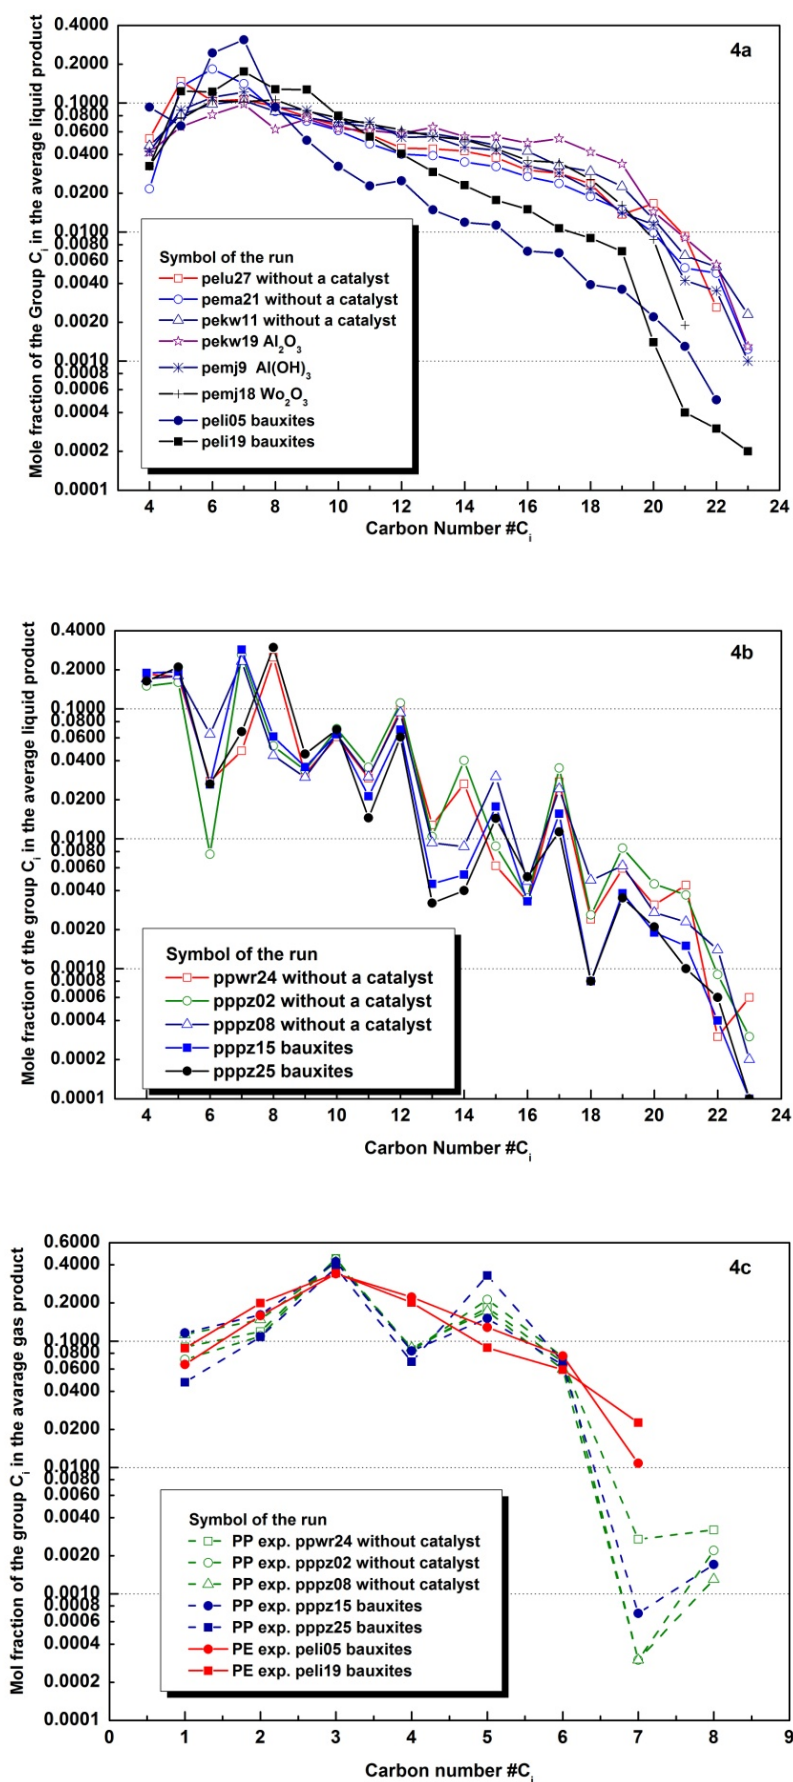 4a
Mole fraction of the Group Ci in the average liquid product
0.4000
0.2000
0.1000
0.0800
0.0600
0.0400
0.0200
0.0100
0.0080
0.0060
0.0040
0.0020
0.0010
0.0008
0.0006
0.0004
0.0002
0.0001
Symbol of the run
pelu27 without a catalyst
pema21 without a catalyst
pekw11 without a catalyst
pekw19 Al2O3
pemj9 Al(OH)3
pemj18 Wo2O3
peli05 bauxites
peli19 bauxites
4 6 8 10 12 14 16 18 20 22 24
Carbon Number #Ci
4b
Mole fraction of the group Ci in the average liquid product
0.4000
0.2000
0.1000
0.0800
0.0600
0.0400
0.0200
0.0100
0.0080
0.0060
0.0040
0.0020
0.0010
0.0008
0.0006
0.0004
0.0002
0.0001
Symbol of the run
ppwr24 without a catalyst
pppz02 without a catalyst
pppz08 without a catalyst
pppz15 bauxites
pppz25 bauxites
4 6 8 10 12 14 16 18 20 22 24
Carbon Number #Ci
4c
Mol fraction of the group Ci in the avarage gas product
0.6000
0.4000
0.2000
0.1000
0.0800
0.0600
0.0400
0.0200
0.0100
0.0080
0.0060
0.0040
0.0020
0.0010
0.0008
0.0006
0.0004
0.0002
0.0001
Symbol of the run
PP exp. ppwr24 without catalyst
PP exp. pppz02 without catalyst
PP exp. pppz08 without catalyst
PP exp. pppz15 bauxites
PP exp. pppz25 bauxites
PE exp. peli05 bauxites
PE exp. peli19 bauxites
0 1 2 3 4 5 6 7 8 9
Carbon number #Ci